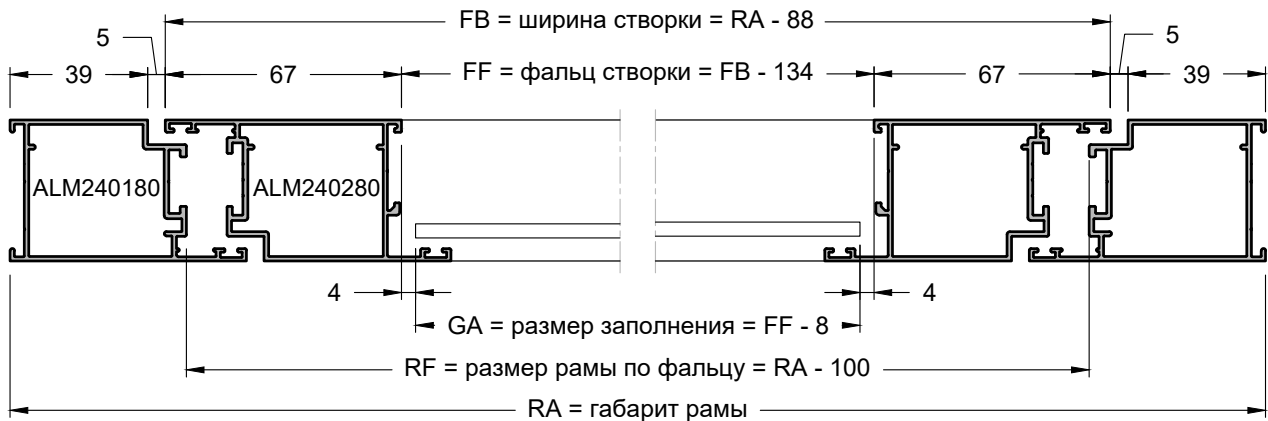 FB = ширина створки = RA - 88
5
5
39
67
FF = фальц створки = FB - 134
67
39
ALM240180
ALM240280
4
4
GA = размер заполнения = FF - 8
RF = размер рамы по фальцу = RA - 100
RA = габарит рамы